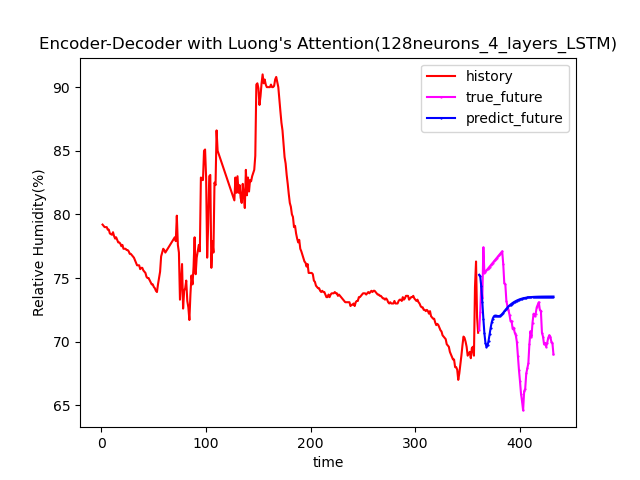 Encoder-Decoder with Luong's Attention(128neurons_4_layers_LSTM)
history
true_future
predict_future
Relative Humidity(%)
90
85
80
75
70
65
0 100 200 300 400
time